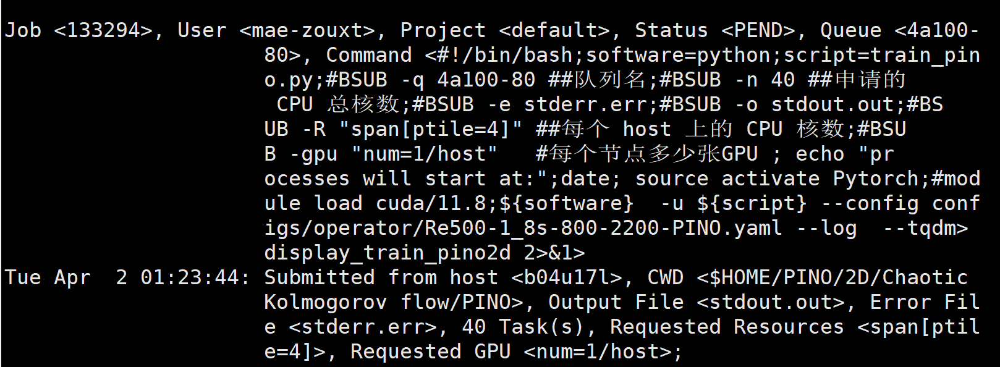 Job <133294>, User <mae-zouxt>, Project <default>, Status <PEND>, Queue <4a100-
80>, Command <#!/bin/bash;software=python;script=train_pin
o.py;#BSUB -q 4a100-80 ##队列名;#BSUB -n 40 ##申请的
CPU 总核数;#BSUB -e stderr.err;#BSUB -o stdout.out;#BS
UB -R "span[ptile=4]" ##每个 host 上的 CPU 核数;#BSU
B -gpu "num=1/host"   #每个节点多少张GPU ; echo "pr
ocesses will start at:";date; source activate Pytorch;#mod
ule load cuda/11.8;${software}  -u ${script} --config conf
igs/operator/Re500-1_8s-800-2200-PINO.yaml --log  --tqdm>
display_train_pino2d 2>&1>
Tue Apr  2 01:23:44: Submitted from host <b04u17l>, CWD <$HOME/PINO/2D/Chaotic
Kolmogorov flow/PINO>, Output File <stdout.out>, Error Fil
e <stderr.err>, 40 Task(s), Requested Resources <span[ptil
e=4]>, Requested GPU <num=1/host>;